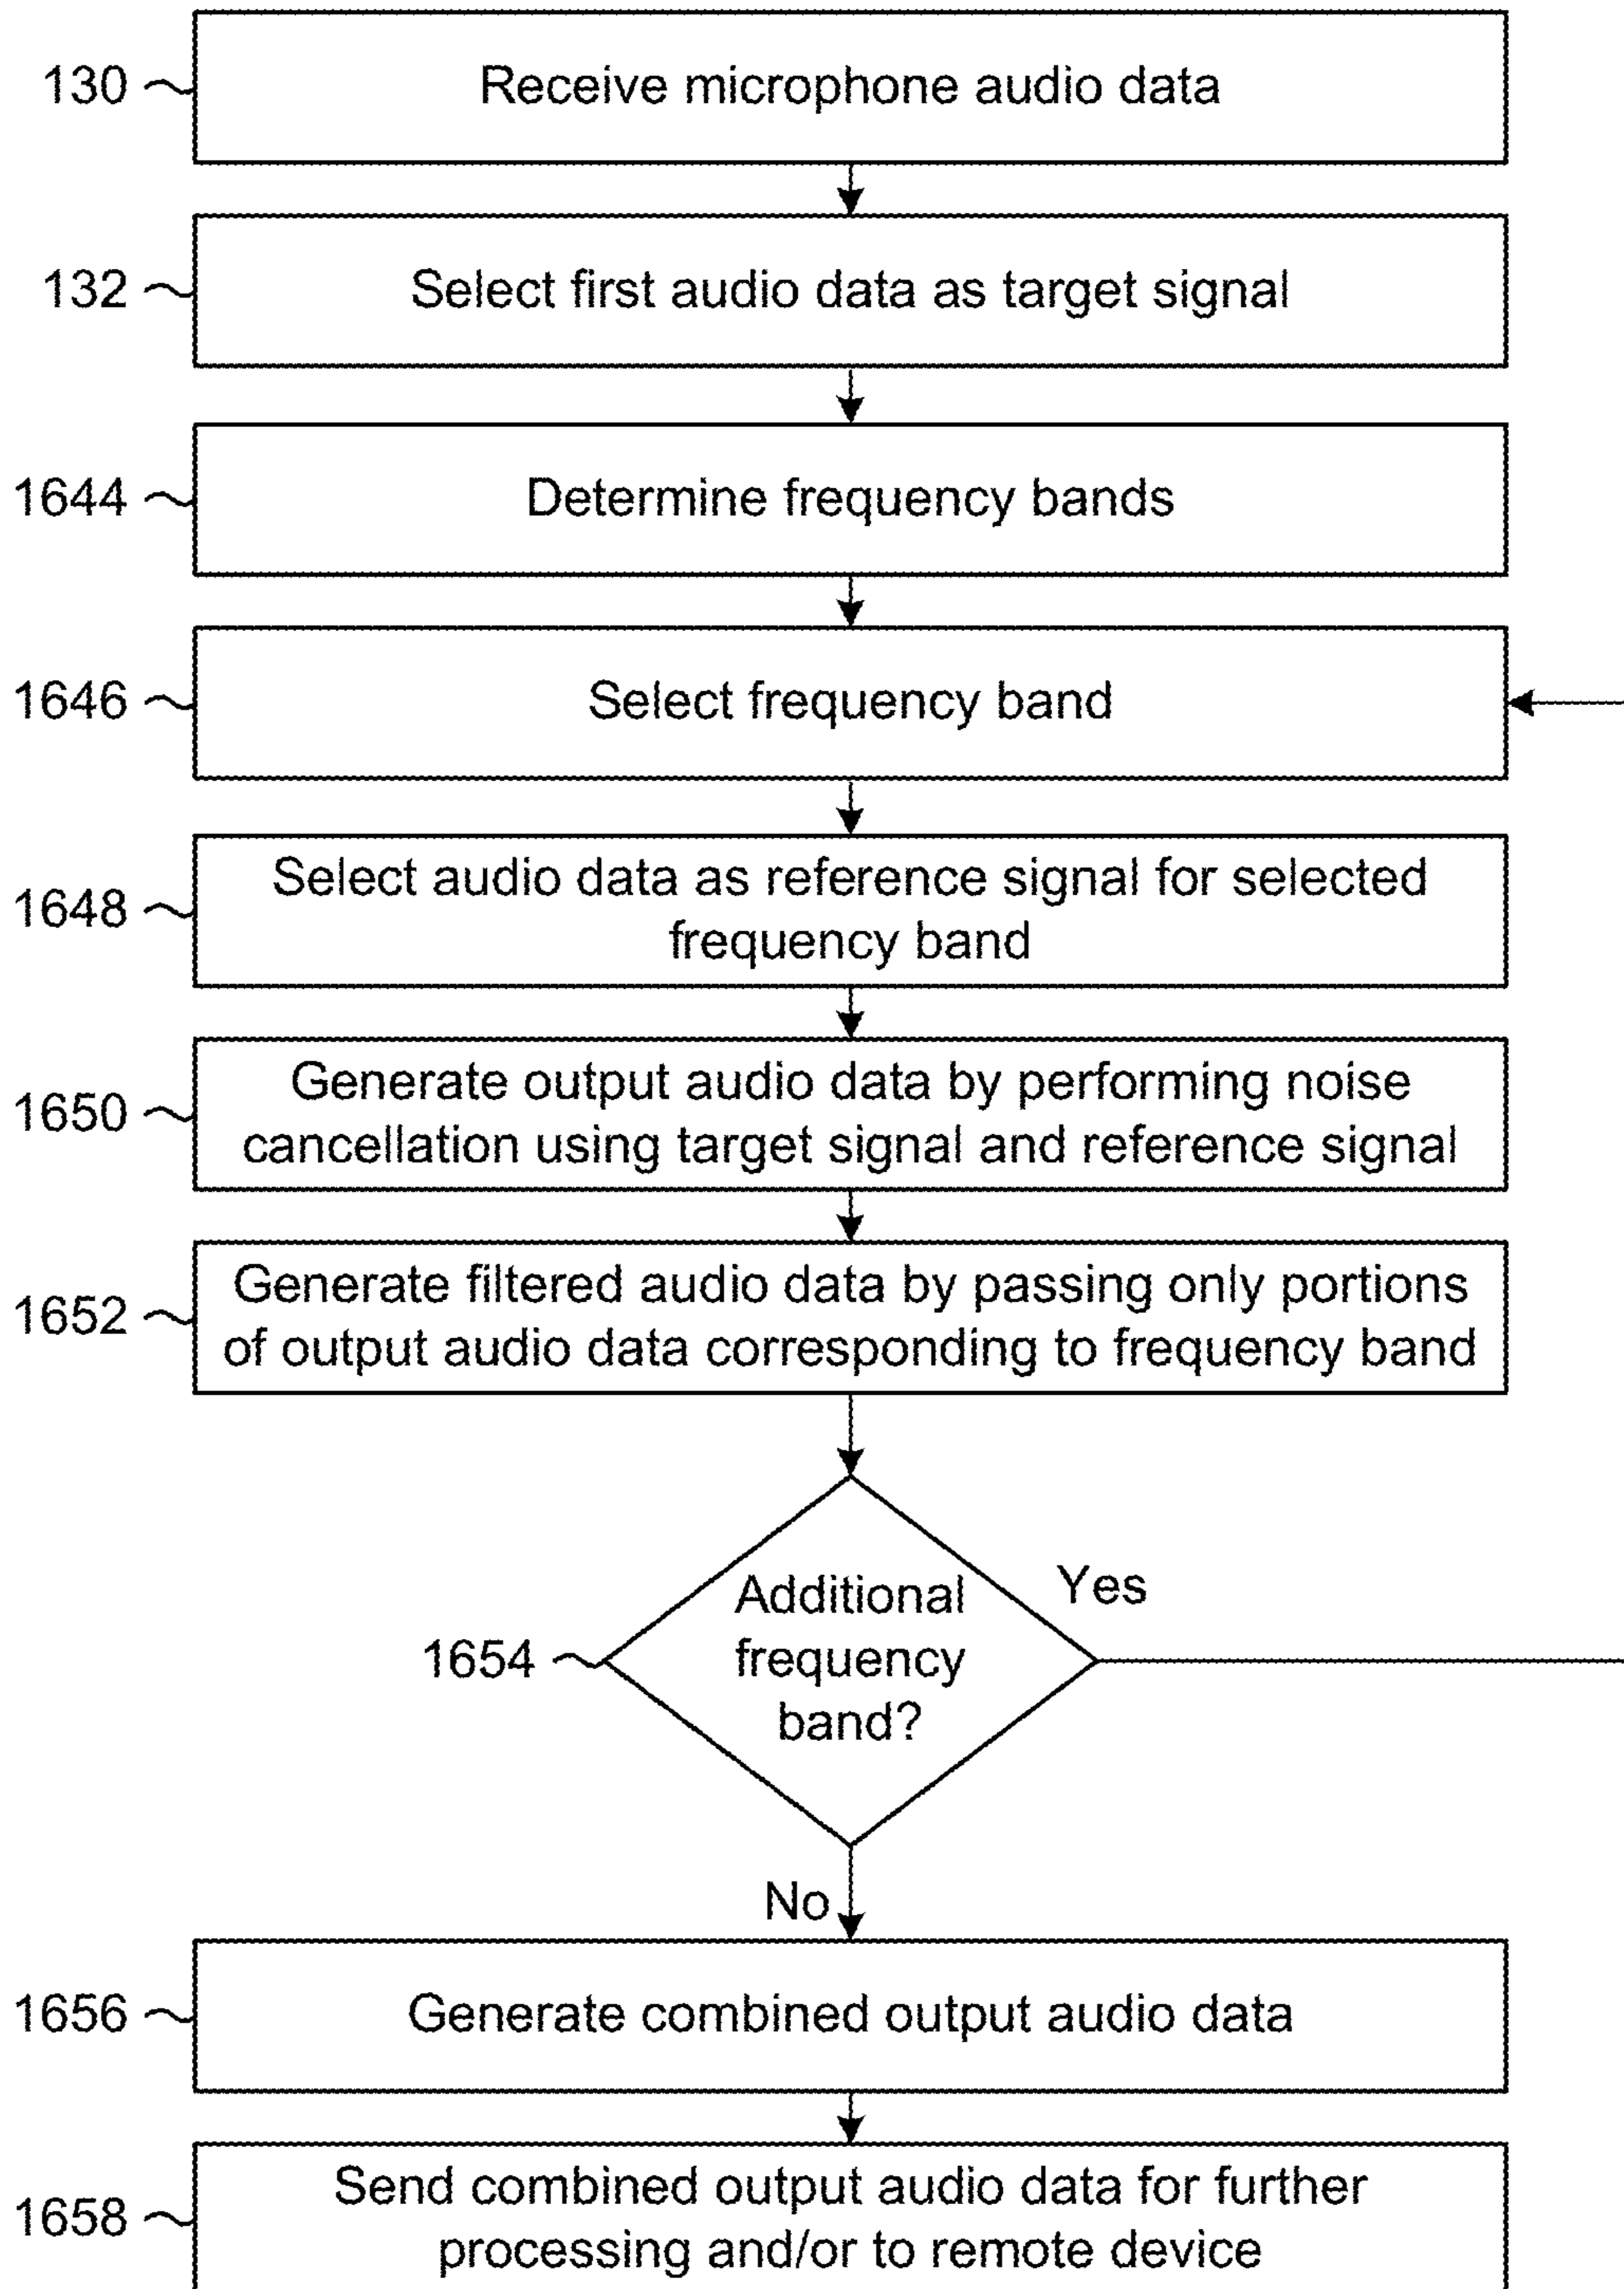 130
Receive microphone audio data
132
Select first audio data as target signal
1644
Determine frequency bands
1646
Select frequency band
1648
Select audio data as reference signal for selected
frequency band
1650
Generate output audio data by performing noise
cancellation using target signal and reference signal
1652
Generate filtered audio data by passing only portions
of output audio data corresponding to frequency band
1654
Additional
frequency
band?
Yes
No
1656
Generate combined output audio data
1658
Send combined output audio data for further
processing and/or to remote device